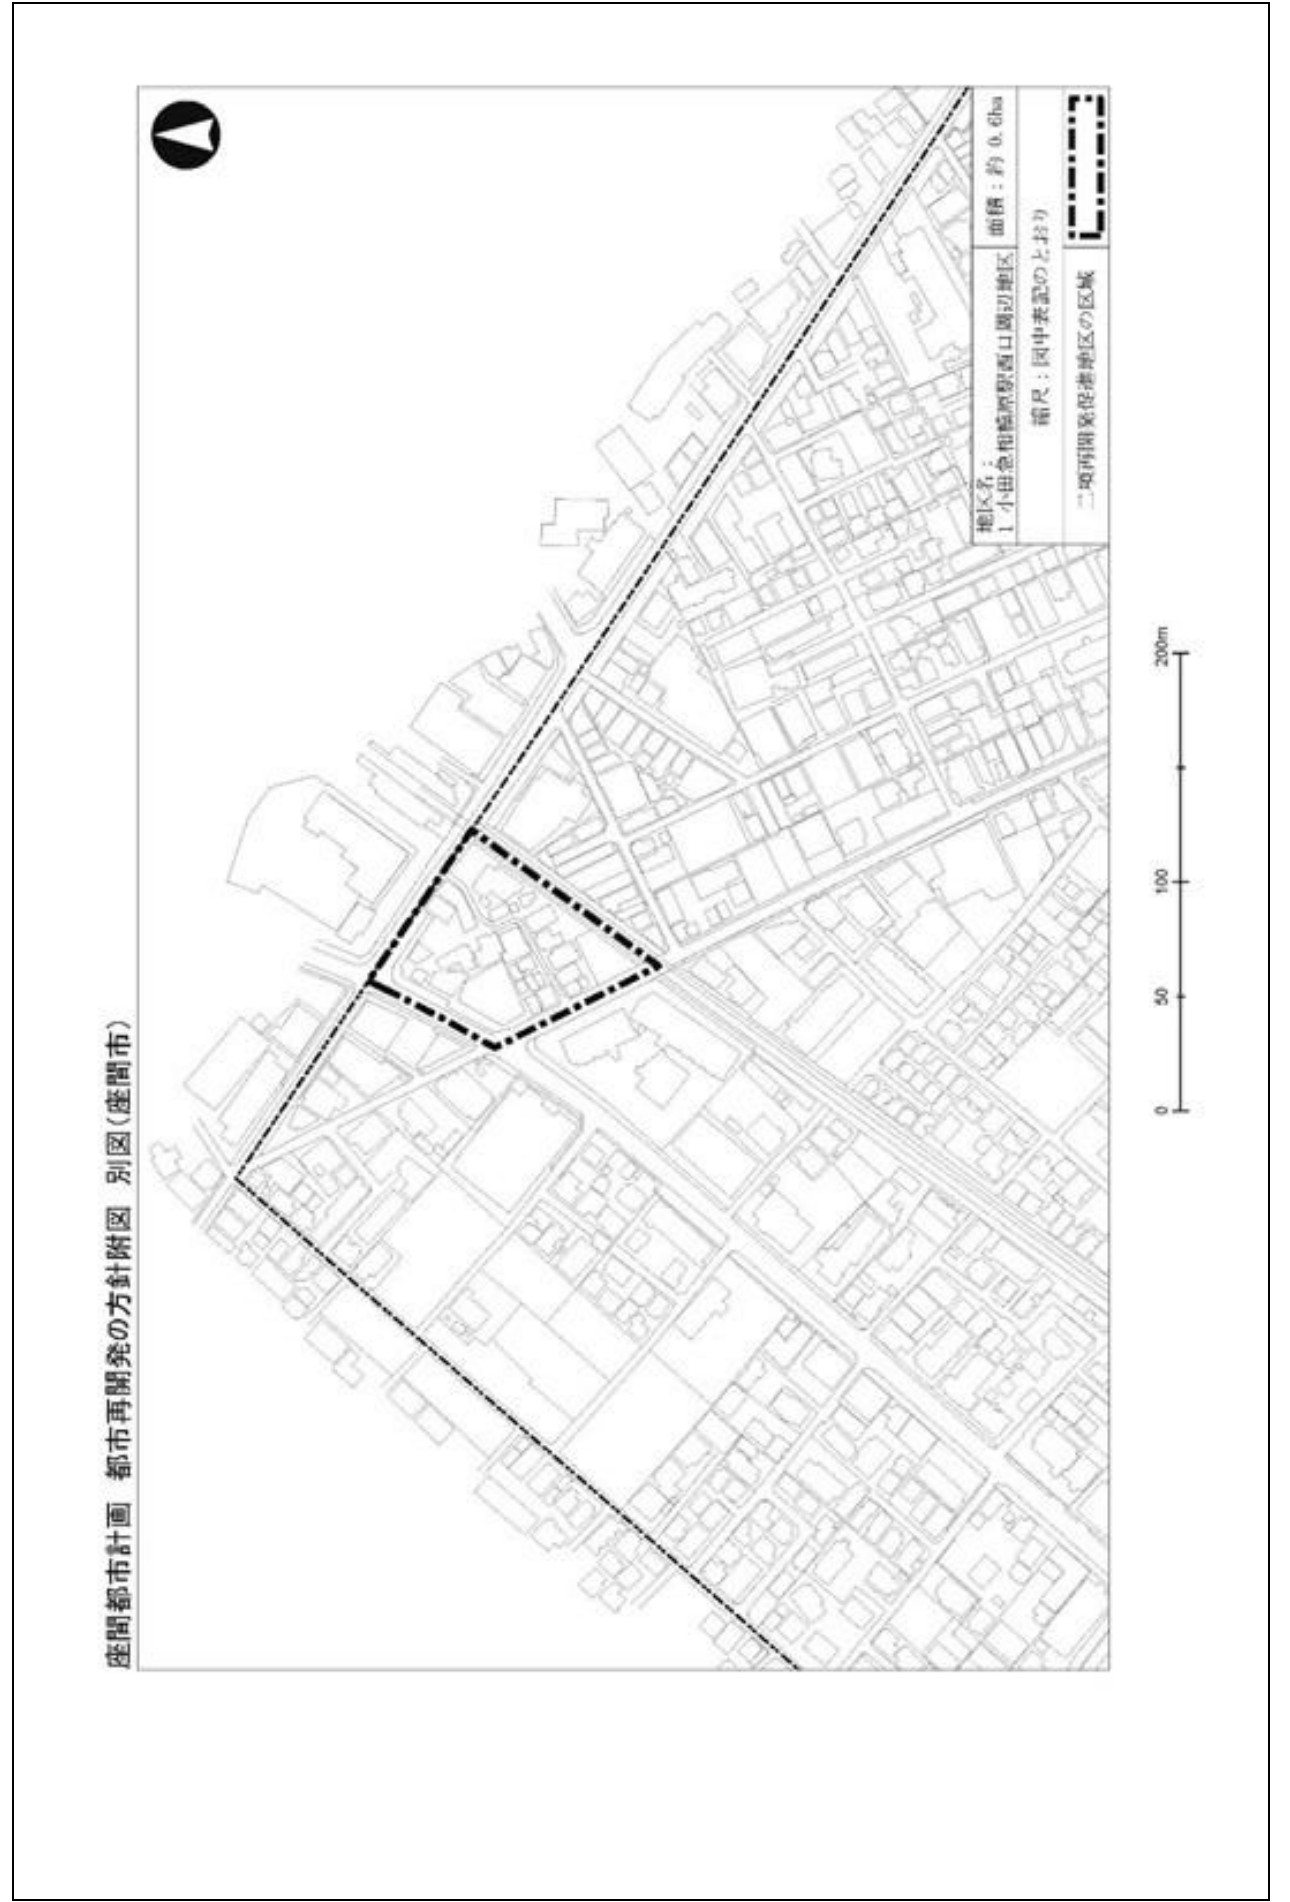 座間都市計画　都市再開発の方針附図　別図(座間市)
地区名：
1 小田急相模原駅西口周辺地区
面積：約 0.6ha
縮尺：図中表記のとおり
二項再開発促進地区の区域
0 50 100 200m